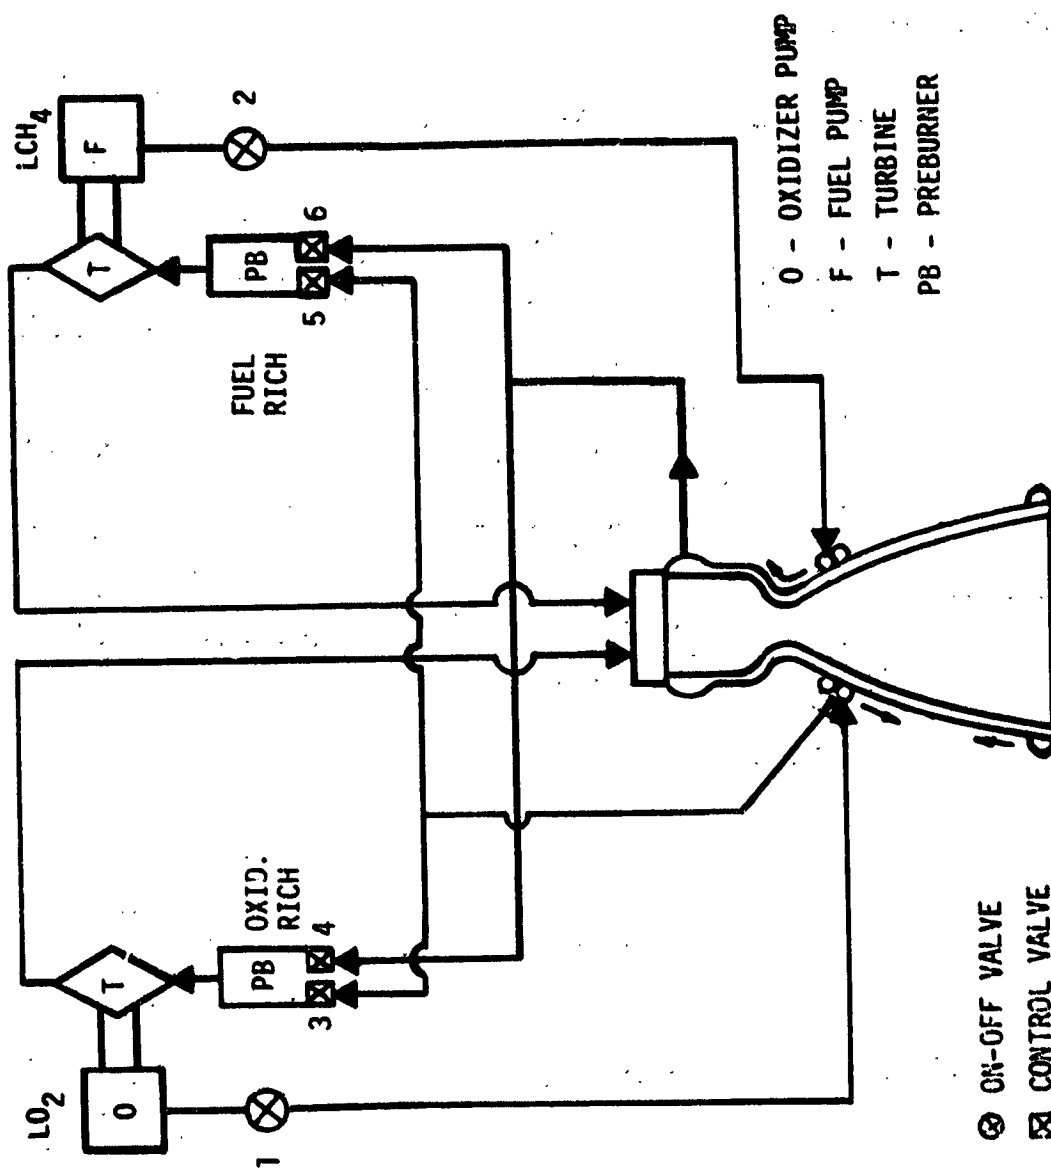 LO2
O
T
1
PB
3
4
OXID.
RICH
LCH4
F
T
2
PB
5
6
FUEL
RICH
O - OXIDIZER PUMP
F - FUEL PUMP
T - TURBINE
PB - PREBURNER
ON-OFF VALVE
CONTROL VALVE